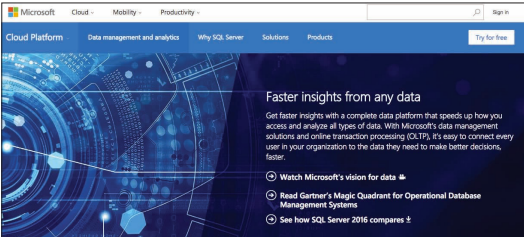 Microsoft Cloud Mobility Productivity Sign in
Cloud Platform Data management and analytics Why SQL Server Solutions Products Try for free
Faster insights from any data
Get faster insights with a complete data platform that speeds up how you
access and analyze all types of data. With Microsoft's data management
solutions and online transaction processing (OLTP), it's easy to connect every
user in your organization to the data they need to make better decisions,
faster.
Watch Microsoft's vision for data
Read Gartner's Magic Quadrant for Operational Database
Management Systems
See how SQL Server 2016 compares